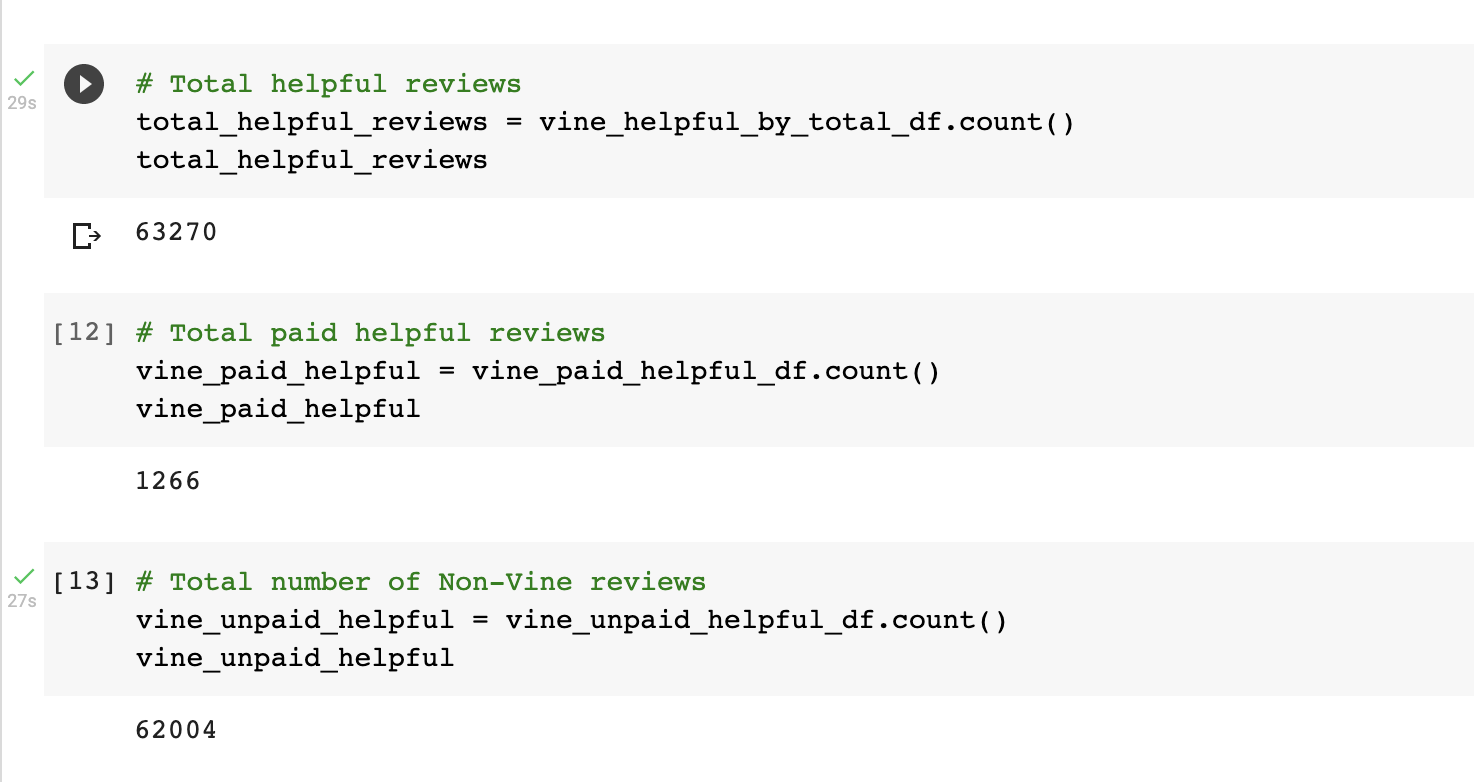 # Total helpful reviews
29s
total_helpful_reviews = vine_helpful_by_total_df.count()
total_helpful_reviews
63270
[12] # Total paid helpful reviews
vine_paid_helpful = vine_paid_helpful_df.count()
vine_paid_helpful
1266
[13] # Total number of Non-Vine reviews
27s
vine_unpaid_helpful = vine_unpaid_helpful_df.count()
vine_unpaid_helpful
62004